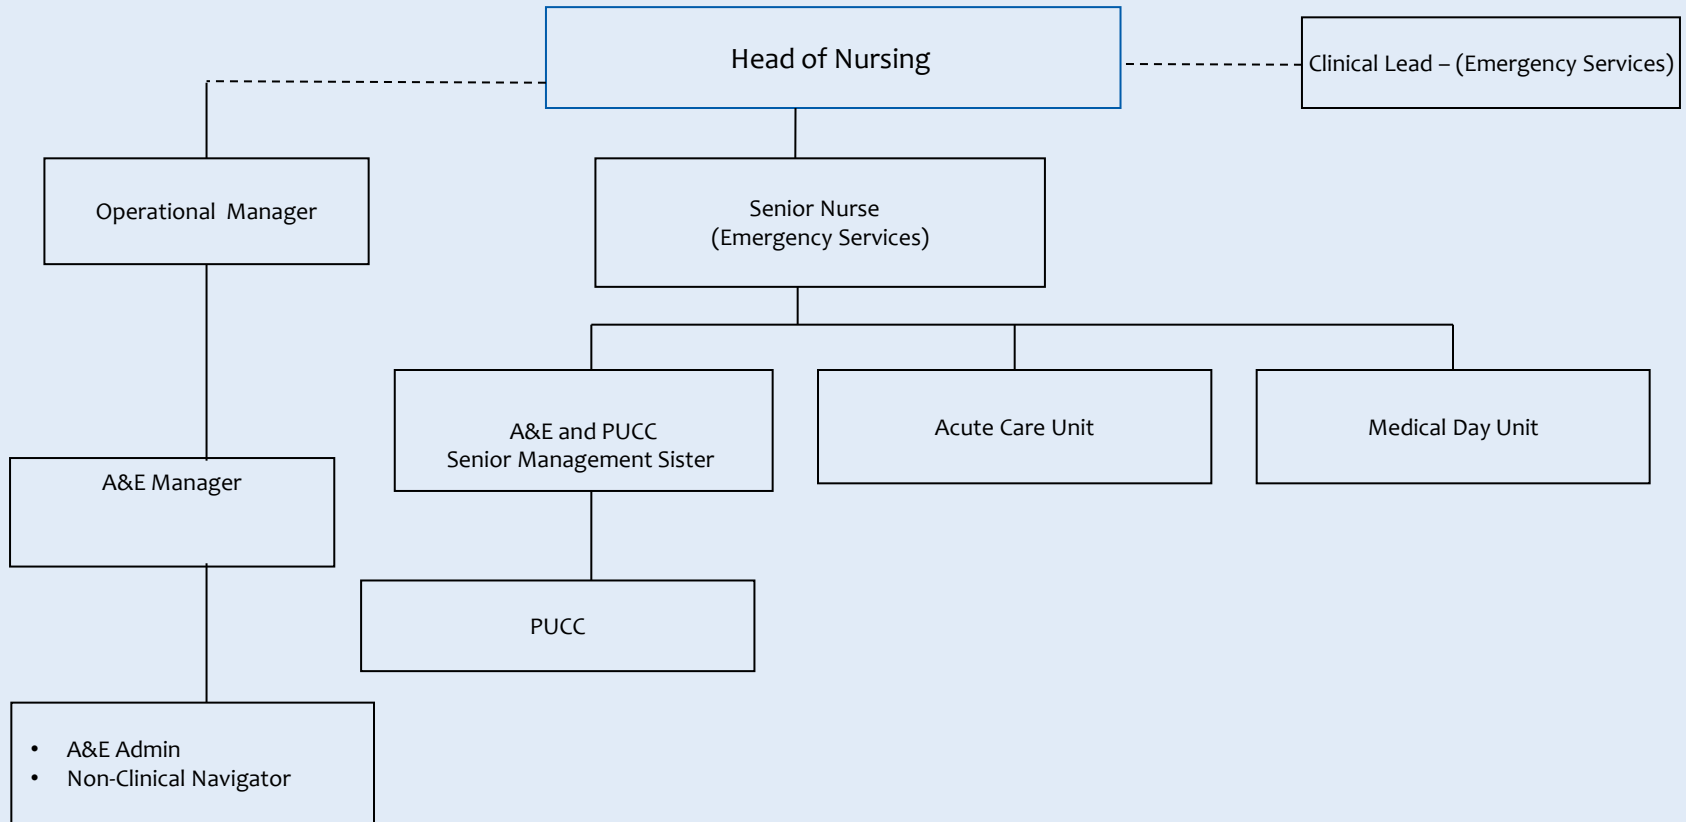 Head of Nursing
Clinical Lead – (Emergency Services)
Operational Manager
Senior Nurse
(Emergency Services)
A&E and PUCC
Senior Management Sister
Acute Care Unit
Medical Day Unit
A&E Manager
PUCC
• A&E Admin
• Non-Clinical Navigator